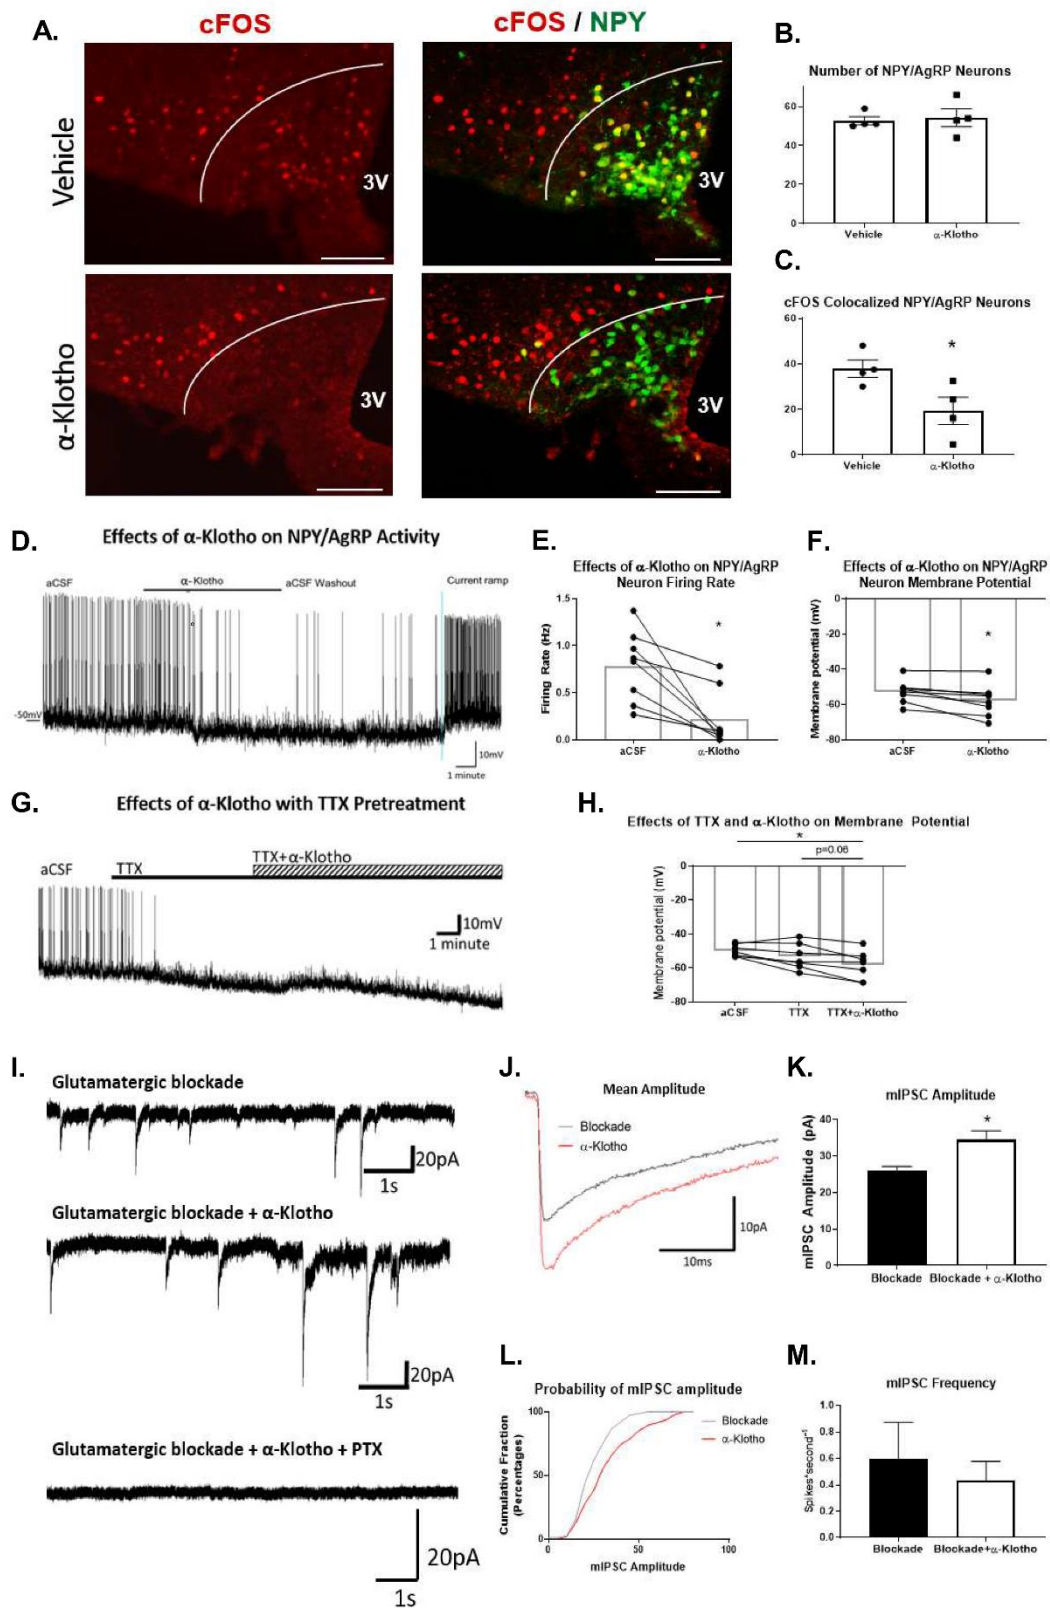 A.
cFOS
cFOS / NPY
Vehicle
3V
3V
α-Klotho
3V
3V
B.
Number of NPY/AgRP Neurons
60
40
20
0
Vehicle
α-Klotho
C.
cFOS Colocalized NPY/AgRP Neurons
60
40
20
0
*
Vehicle
α-Klotho
D.
Effects of α-Klotho on NPY/AgRP Activity
aCSF
α-Klotho
aCSF Washout
Current ramp
-50mV
10mV
1 minute
E.
Effects of α-Klotho on NPY/AgRP
Neuron Firing Rate
Firing Rate (Hz)
1.5
1.0
0.5
0.0
*
aCSF
α-Klotho
F.
Effects of α-Klotho on NPY/AgRP
Neuron Membrane Potential
Membrane potential (mV)
0
-20
-40
-60
-80
*
aCSF
α-Klotho
G.
Effects of α-Klotho with TTX Pretreatment
aCSF
TTX
TTX+α-Klotho
10mV
1 minute
H.
Effects of TTX and α-Klotho on Membrane Potential
*
p=0.06
Membrane potential (mV)
0
-20
-40
-60
-80
aCSF
TTX
TTX+α-Klotho
I.
Glutamatergic blockade
20pA
1s
Glutamatergic blockade + α-Klotho
20pA
1s
Glutamatergic blockade + α-Klotho + PTX
20pA
1s
J.
Mean Amplitude
Blockade
α-Klotho
10pA
10ms
K.
mIPSC Amplitude
mIPSC Amplitude (pA)
40
30
20
10
0
*
Blockade
Blockade + α-Klotho
L.
Probability of mIPSC amplitude
Cumulative Fraction
(Percentages)
100
50
0
0
50
100
mIPSC Amplitude
Blockade
α-Klotho
M.
mIPSC Frequency
Spikes*second⁻¹
1.0
0.8
0.6
0.4
0.2
0.0
Blockade
Blockade+α-Klotho